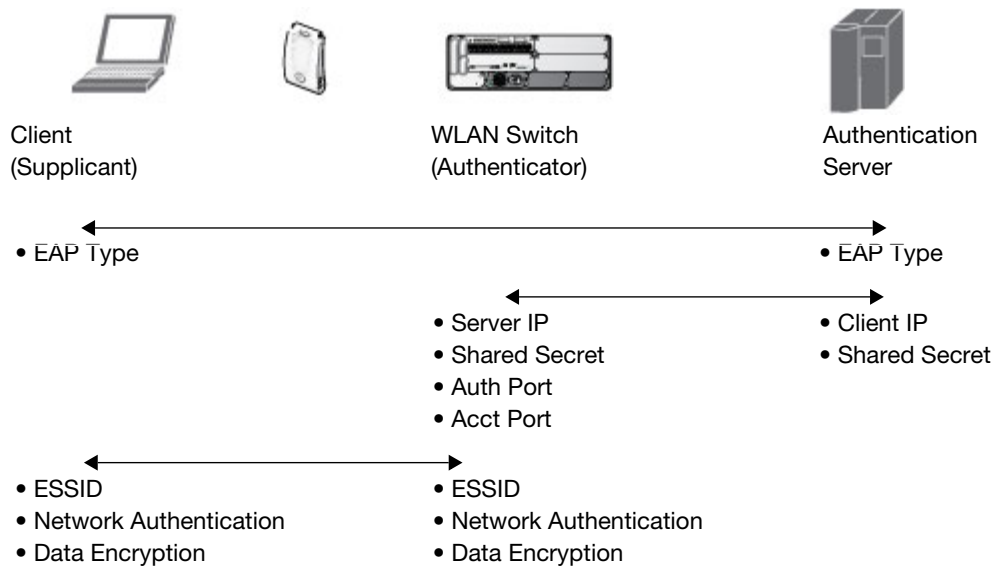 Client
(Supplicant)
WLAN Switch
(Authenticator)
Authentication
Server
• EAP Type
• EAP Type
• Server IP
• Shared Secret
• Auth Port
• Acct Port
• Client IP
• Shared Secret
• ESSID
• Network Authentication
• Data Encryption
• ESSID
• Network Authentication
• Data Encryption